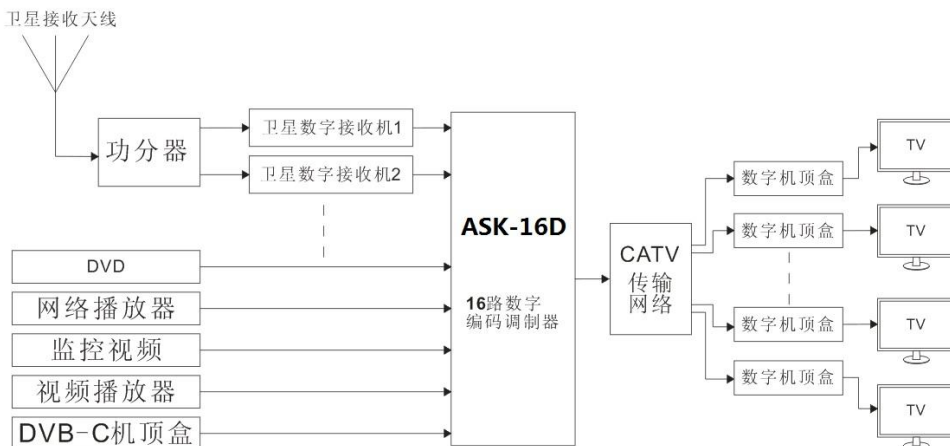 卫星接收天线
功分器
卫星数字接收机1
卫星数字接收机2
DVD
网络播放器
监控视频
视频播放器
DVB-C机顶盒
ASK-16D
16路数字
编码调制器
CATV
传输
网络
数字机顶盒
数字机顶盒
数字机顶盒
数字机顶盒
TV
TV
TV
TV